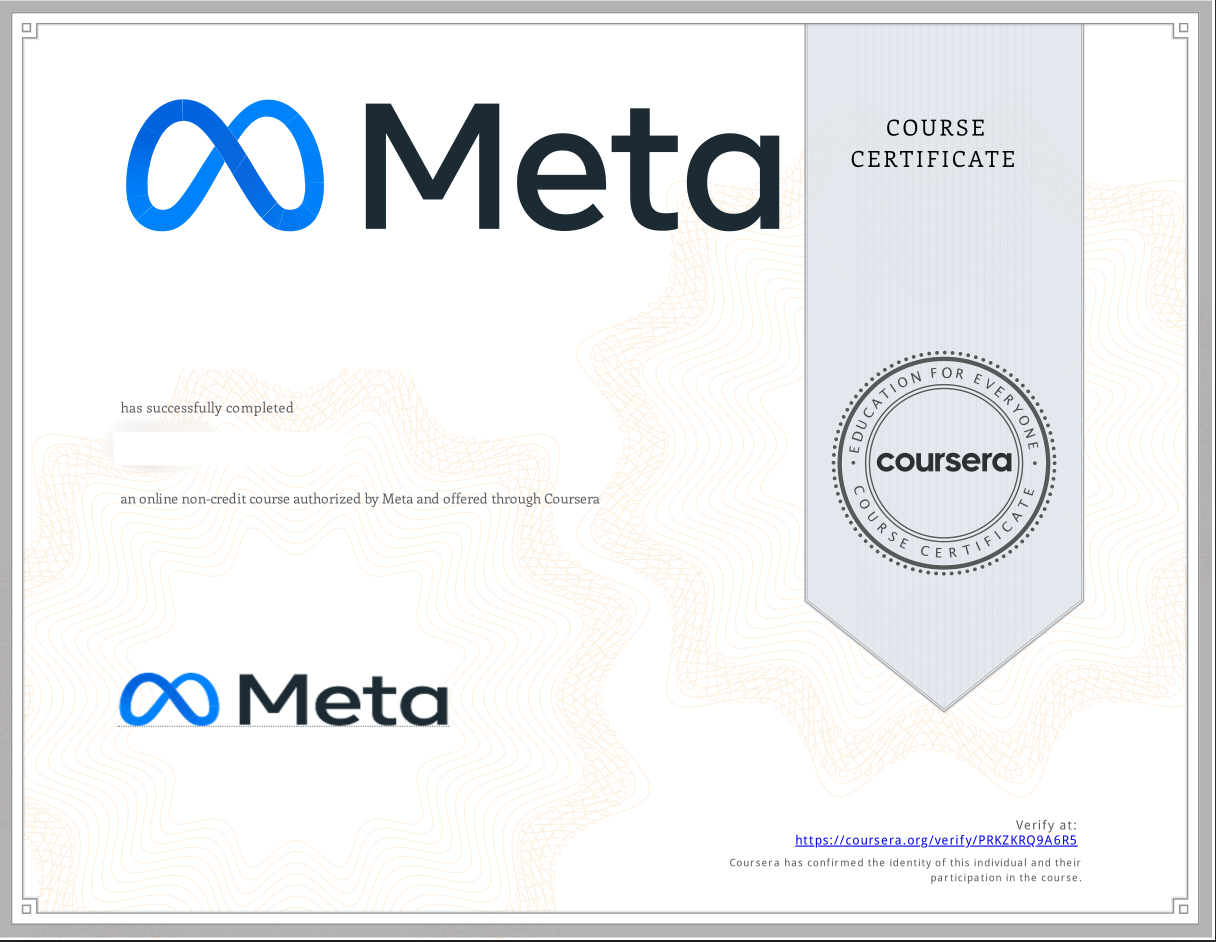 Meta
COURSE
CERTIFICATE
has successfully completed
EDUCATION FOR EVERYONE
coursera
COURSE CERTIFICATE
an online non-credit course authorized by Meta and offered through Coursera
Meta
Verify at:
https://coursera.org/verify/PRKZKRQ9A6R5
Coursera has confirmed the identity of this individual and their
participation in the course.